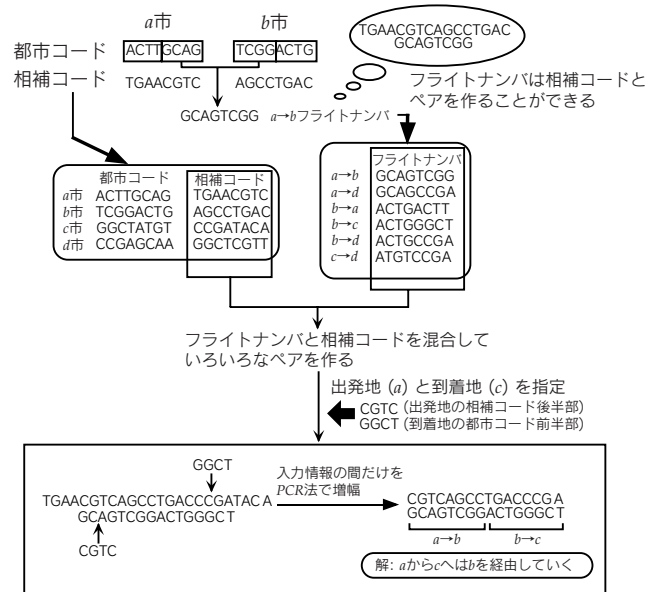 a市 b市
都市コード ACTTGCAG TCGGACTG
相補コード TGAACGTC AGCCTGAC
GCAGTCGG a→bフライトナンバ
TGAACGTCAGCCTGAC
GCAGTCGG
フライトナンバは相補コードと
ペアを作ることができる
都市コード 相補コード
a市 ACTTGCAG TGAACGTC
b市 TCGGACTG AGCCTGAC
c市 GGCTATGT CCGATACA
d市 CCGAGCAA GGCTCGTT
フライトナンバ
a→b GCAGTCGG
a→d GCAGCCGA
b→a ACTGACTT
b→c ACTGGGCT
b→d ACTGCCGA
c→d ATGTCCGA
フライトナンバと相補コードを混合して
いろいろなペアを作る
出発地 (a) と到着地 (c) を指定
CGTC (出発地の相補コード後半部)
GGCT (到着地の都市コード前半部)
GGCT
TGAACGTCAGCCTGACCCGATACA
GCAGTCGGACTGGGCT
CGTC
入力情報の間だけを
PCR法で増幅
CGTCAGCCTGACCCGA
GCAGTCGGACTGGGCT
a→b b→c
解: aからcへはbを経由していく